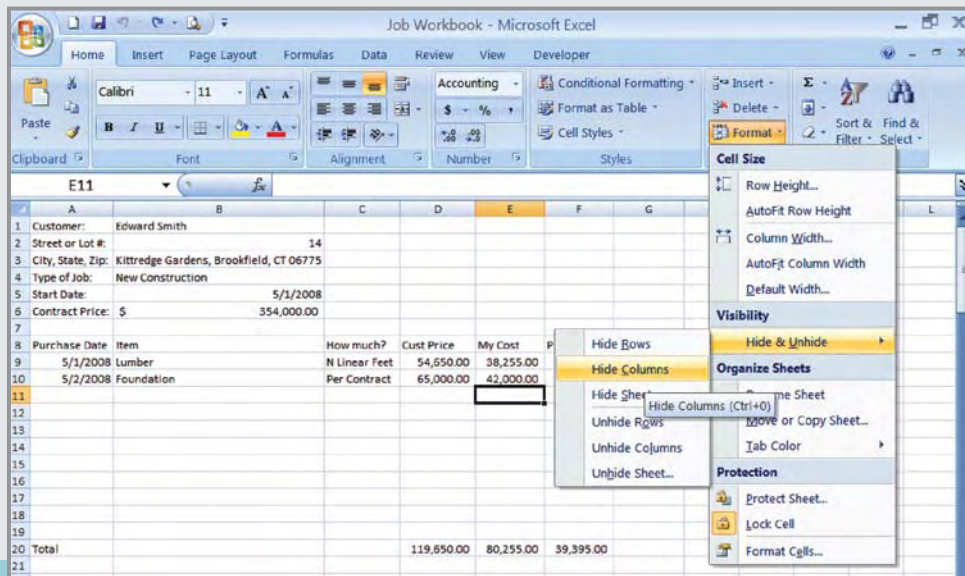 Job Workbook - Microsoft Excel
Home Insert Page Layout Formulas Data Review View Developer
Paste
Clipboard
Calibri 11 A A
B I U A
Font
Alignment
Accounting
$ % ,
.0 .00 .00 .0
Number
Conditional Formatting
Format as Table
Cell Styles
Styles
Insert
Delete
Format
Σ
Sort & Filter
Find & Select
E11 fx
A B C D E F G L
1 Customer: Edward Smith
2 Street or Lot #: 14
3 City, State, Zip: Kittredge Gardens, Brookfield, CT 06775
4 Type of Job: New Construction
5 Start Date: 5/1/2008
6 Contract Price: $ 354,000.00
7
8 Purchase Date Item How much? Cust Price My Cost P
9 5/1/2008 Lumber N Linear Feet 54,650.00 38,255.00
10 5/2/2008 Foundation Per Contract 65,000.00 42,000.00
11
12
13
14
15
16
17
18
19
20 Total 119,650.00 80,255.00 39,395.00
21
Cell Size
Row Height...
AutoFit Row Height
Column Width...
AutoFit Column Width
Default Width...
Visibility
Hide & Unhide
Organize Sheets
me Sheet
Move or Copy Sheet...
Tab Color
Protection
Protect Sheet...
Lock Cell
Format Cells...
Hide Rows
Hide Columns
Hide Shee
Hide Columns (Ctrl+0)
Unhide Rows
Unhide Columns
Unhide Sheet...